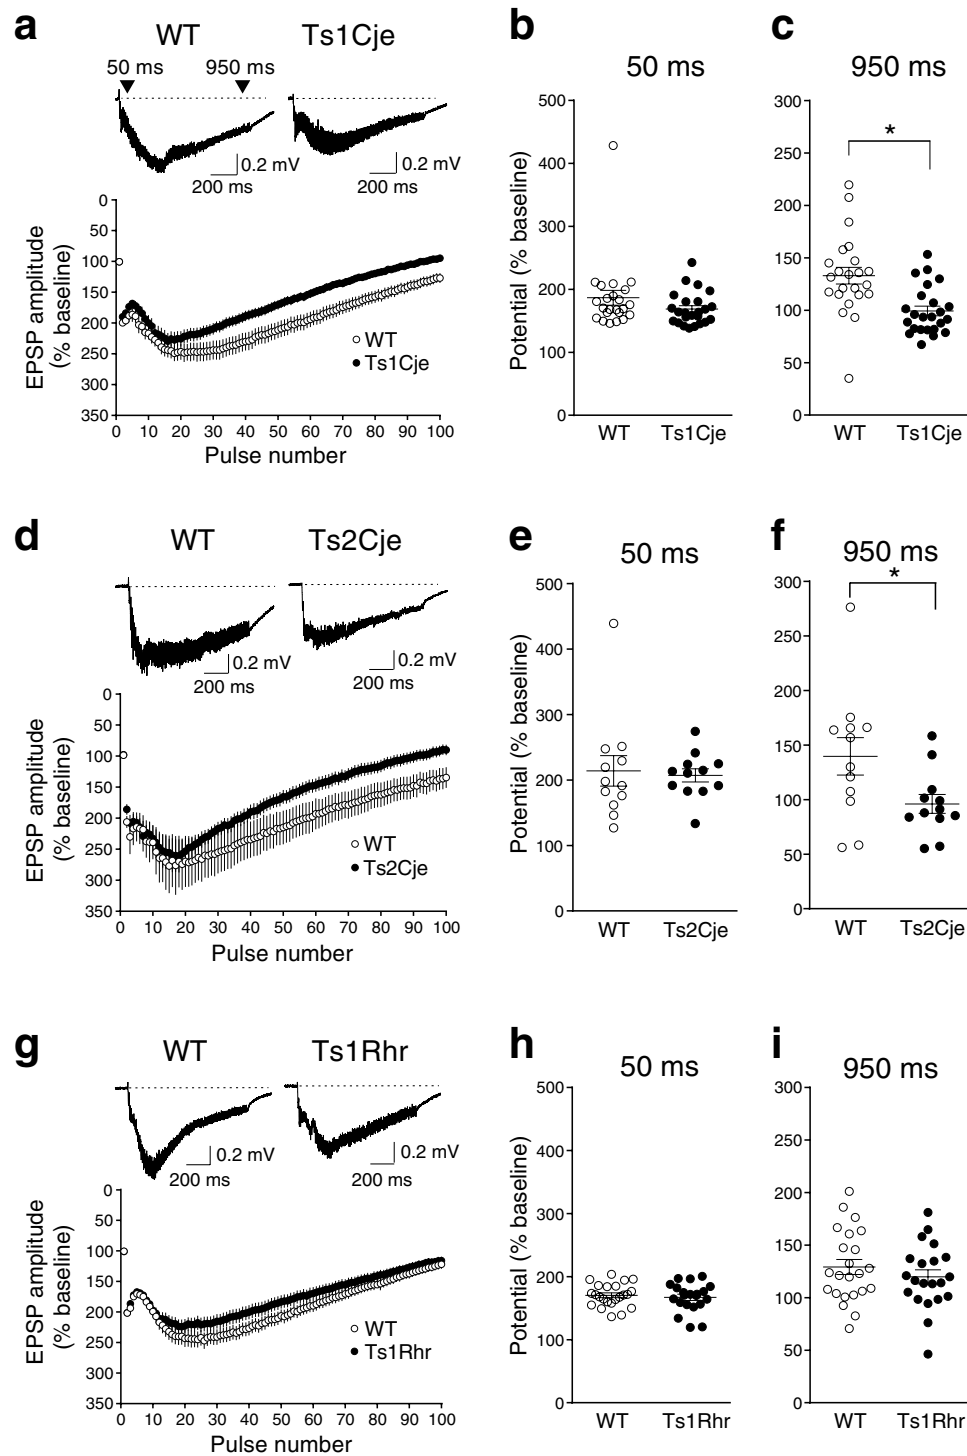 a
WT
Ts1Cje
50 ms
950 ms
0.2 mV
200 ms
0.2 mV
200 ms
EPSP amplitude
(% baseline)
0
50
100
150
200
250
300
350
WT
Ts1Cje
0 10 20 30 40 50 60 70 80 90 100
Pulse number
b
50 ms
Potential (% baseline)
500
400
300
200
100
0
WT Ts1Cje
c
950 ms
*
300
250
200
150
100
50
0
WT Ts1Cje
d
WT
Ts2Cje
0.2 mV
200 ms
0.2 mV
200 ms
EPSP amplitude
(% baseline)
0
50
100
150
200
250
300
350
WT
Ts2Cje
0 10 20 30 40 50 60 70 80 90 100
Pulse number
e
50 ms
Potential (% baseline)
500
400
300
200
100
0
WT Ts2Cje
f
950 ms
*
300
250
200
150
100
50
0
WT Ts2Cje
g
WT
Ts1Rhr
0.2 mV
200 ms
0.2 mV
200 ms
EPSP amplitude
(% baseline)
0
50
100
150
200
250
300
350
WT
Ts1Rhr
0 10 20 30 40 50 60 70 80 90 100
Pulse number
h
50 ms
Potential (% baseline)
500
400
300
200
100
0
WT Ts1Rhr
i
950 ms
300
250
200
150
100
50
0
WT Ts1Rhr